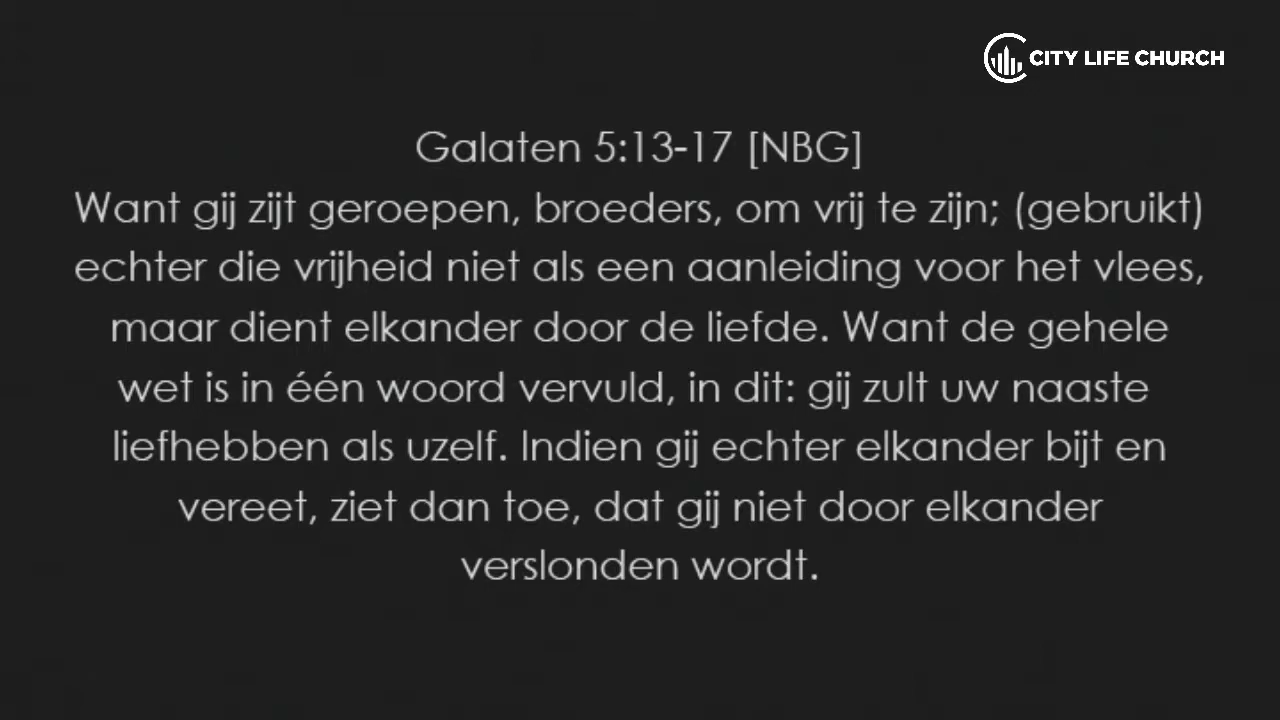 CITY LIFE CHURCH
Galaten 5:13-17 [NBG]
Want gij zijt geroepen, broeders, om vrij te zijn; (gebruikt)
echter die vrijheid niet als een aanleiding voor het vlees,
maar dient elkander door de liefde. Want de gehele
wet is in één woord vervuld, in dit: gij zult uw naaste
liefhebben als uzelf. Indien gij echter elkander bijt en
vereet, ziet dan toe, dat gij niet door elkander
verslonden wordt.